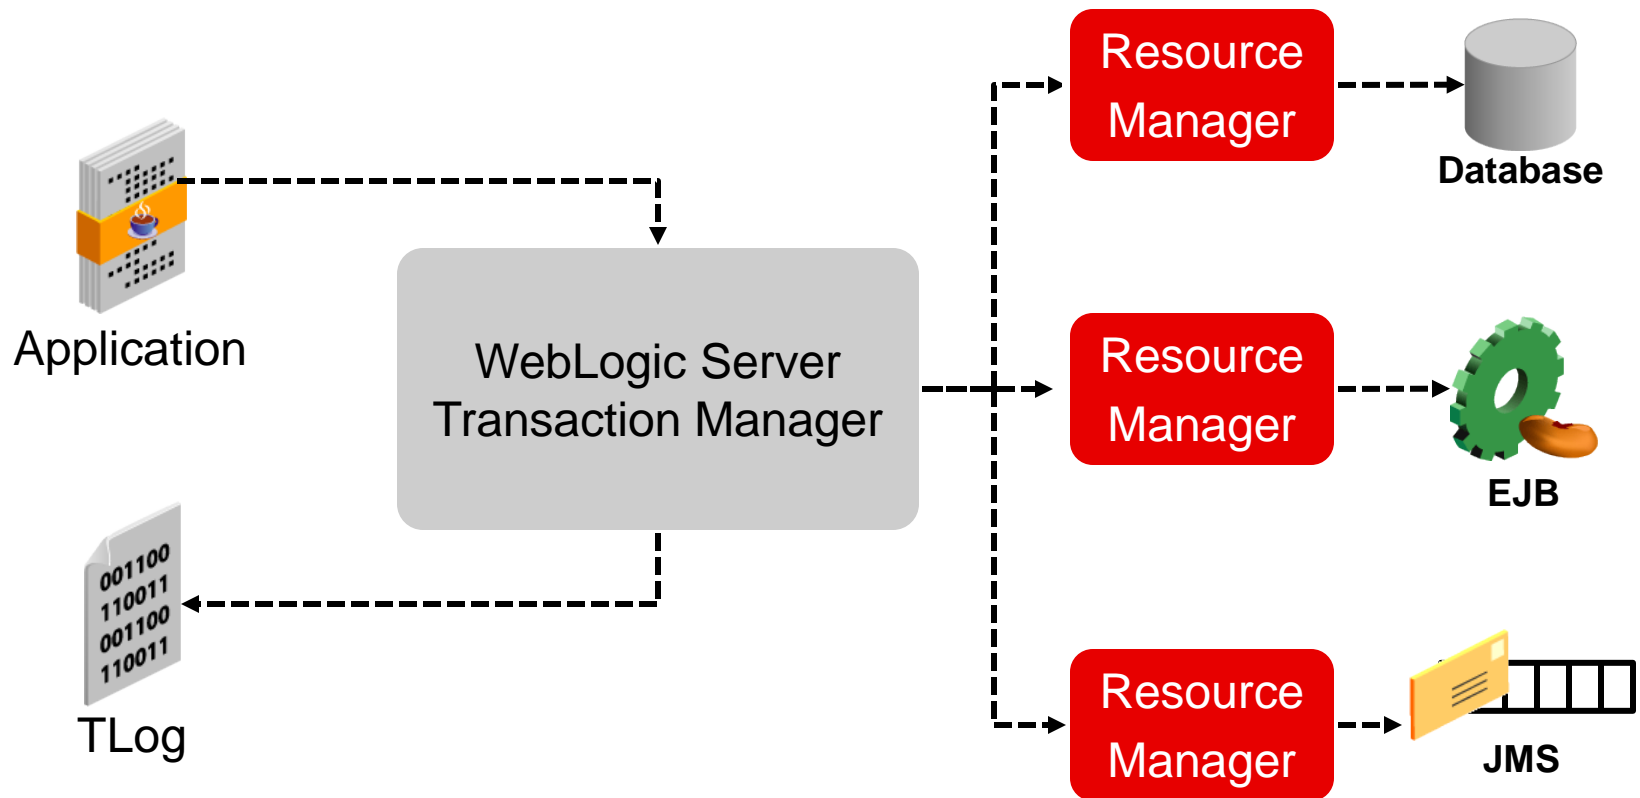 Application
001100
110011
001100
110011
TLog
WebLogic Server
Transaction Manager
Resource
Manager
Database
Resource
Manager
EJB
Resource
Manager
JMS